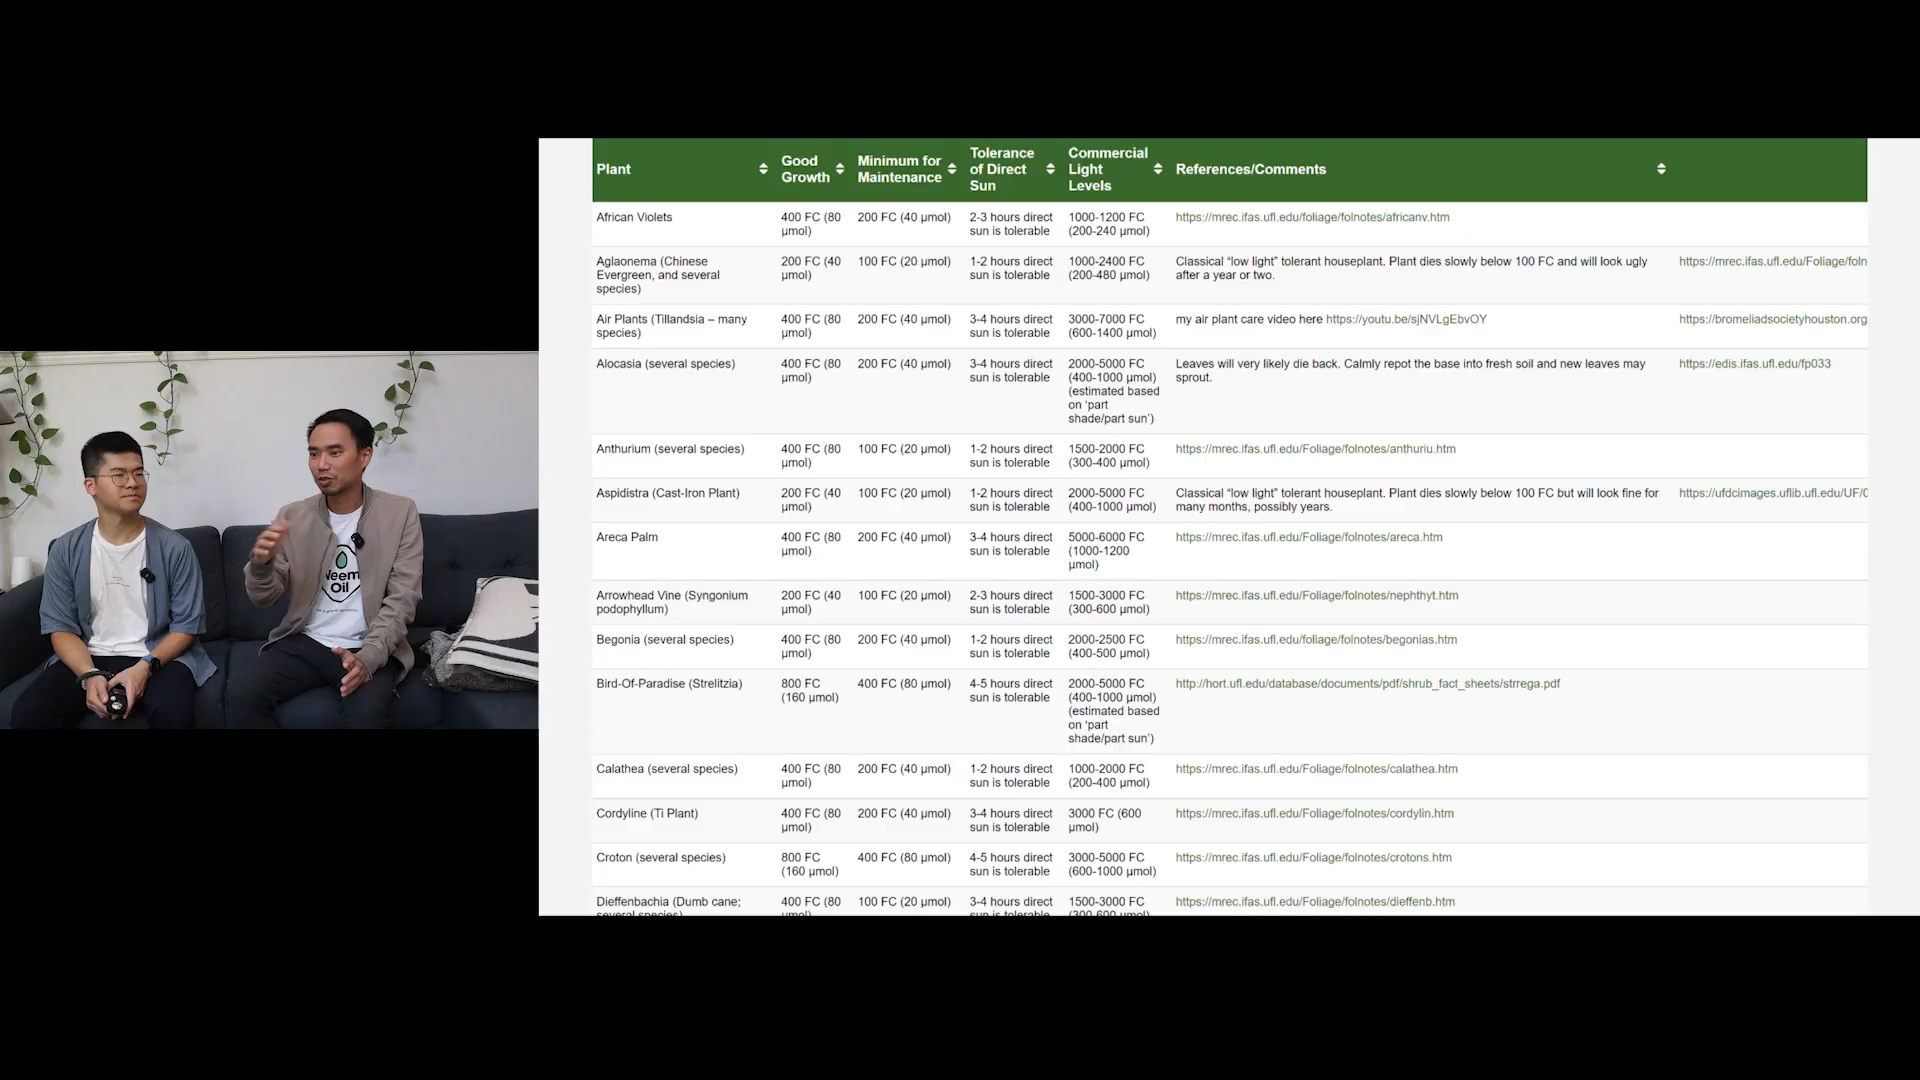 Plant
Good
Growth
Minimum for
Maintenance
Tolerance
of Direct
Sun
Commercial
Light
Levels
References/Comments
African Violets
400 FC (80
µmol)
200 FC (40 µmol)
2-3 hours direct
sun is tolerable
1000-1200 FC
(200-240 µmol)
https://mrec.ifas.ufl.edu/foliage/folnotes/africanv.htm
Aglaonema (Chinese
Evergreen, and several
species)
200 FC (40
µmol)
100 FC (20 µmol)
1-2 hours direct
sun is tolerable
1000-2400 FC
(200-480 µmol)
Classical “low light” tolerant houseplant. Plant dies slowly below 100 FC and will look ugly
after a year or two.
https://mrec.ifas.ufl.edu/Foliage/foln
Air Plants (Tillandsia – many
species)
400 FC (80
µmol)
200 FC (40 µmol)
3-4 hours direct
sun is tolerable
3000-7000 FC
(600-1400 µmol)
my air plant care video here https://youtu.be/sjNVLgEbvOY
https://bromeliadsocietyhouston.org
Alocasia (several species)
400 FC (80
µmol)
200 FC (40 µmol)
3-4 hours direct
sun is tolerable
2000-5000 FC
(400-1000 µmol)
(estimated based
on ‘part
shade/part sun’)
Leaves will very likely die back. Calmly repot the base into fresh soil and new leaves may
sprout.
https://edis.ifas.ufl.edu/fp033
Anthurium (several species)
400 FC (80
µmol)
100 FC (20 µmol)
1-2 hours direct
sun is tolerable
1500-2000 FC
(300-400 µmol)
https://mrec.ifas.ufl.edu/Foliage/folnotes/anthuriu.htm
Aspidistra (Cast-Iron Plant)
200 FC (40
µmol)
100 FC (20 µmol)
1-2 hours direct
sun is tolerable
2000-5000 FC
(400-1000 µmol)
Classical “low light” tolerant houseplant. Plant dies slowly below 100 FC but will look fine for
many months, possibly years.
https://ufdcimages.uflib.ufl.edu/UF/0
Areca Palm
400 FC (80
µmol)
200 FC (40 µmol)
3-4 hours direct
sun is tolerable
5000-6000 FC
(1000-1200
µmol)
https://mrec.ifas.ufl.edu/Foliage/folnotes/areca.htm
Arrowhead Vine (Syngonium
podophyllum)
200 FC (40
µmol)
100 FC (20 µmol)
2-3 hours direct
sun is tolerable
1500-3000 FC
(300-600 µmol)
https://mrec.ifas.ufl.edu/Foliage/folnotes/nephthyt.htm
Begonia (several species)
400 FC (80
µmol)
200 FC (40 µmol)
1-2 hours direct
sun is tolerable
2000-2500 FC
(400-500 µmol)
https://mrec.ifas.ufl.edu/foliage/folnotes/begonias.htm
Bird-Of-Paradise (Strelitzia)
800 FC
(160 µmol)
400 FC (80 µmol)
4-5 hours direct
sun is tolerable
2000-5000 FC
(400-1000 µmol)
(estimated based
on ‘part
shade/part sun’)
http://hort.ufl.edu/database/documents/pdf/shrub_fact_sheets/strrega.pdf
Calathea (several species)
400 FC (80
µmol)
200 FC (40 µmol)
1-2 hours direct
sun is tolerable
1000-2000 FC
(200-400 µmol)
https://mrec.ifas.ufl.edu/Foliage/folnotes/calathea.htm
Cordyline (Ti Plant)
400 FC (80
µmol)
200 FC (40 µmol)
3-4 hours direct
sun is tolerable
3000 FC (600
µmol)
https://mrec.ifas.ufl.edu/Foliage/folnotes/cordylin.htm
Croton (several species)
800 FC
(160 µmol)
400 FC (80 µmol)
4-5 hours direct
sun is tolerable
3000-5000 FC
(600-1000 µmol)
https://mrec.ifas.ufl.edu/Foliage/folnotes/crotons.htm
Dieffenbachia (Dumb cane;
several species)
400 FC (80
µmol)
100 FC (20 µmol)
3-4 hours direct
sun is tolerable
1500-3000 FC
(300-600 µmol)
https://mrec.ifas.ufl.edu/Foliage/folnotes/dieffenb.htm
Neem
Oil